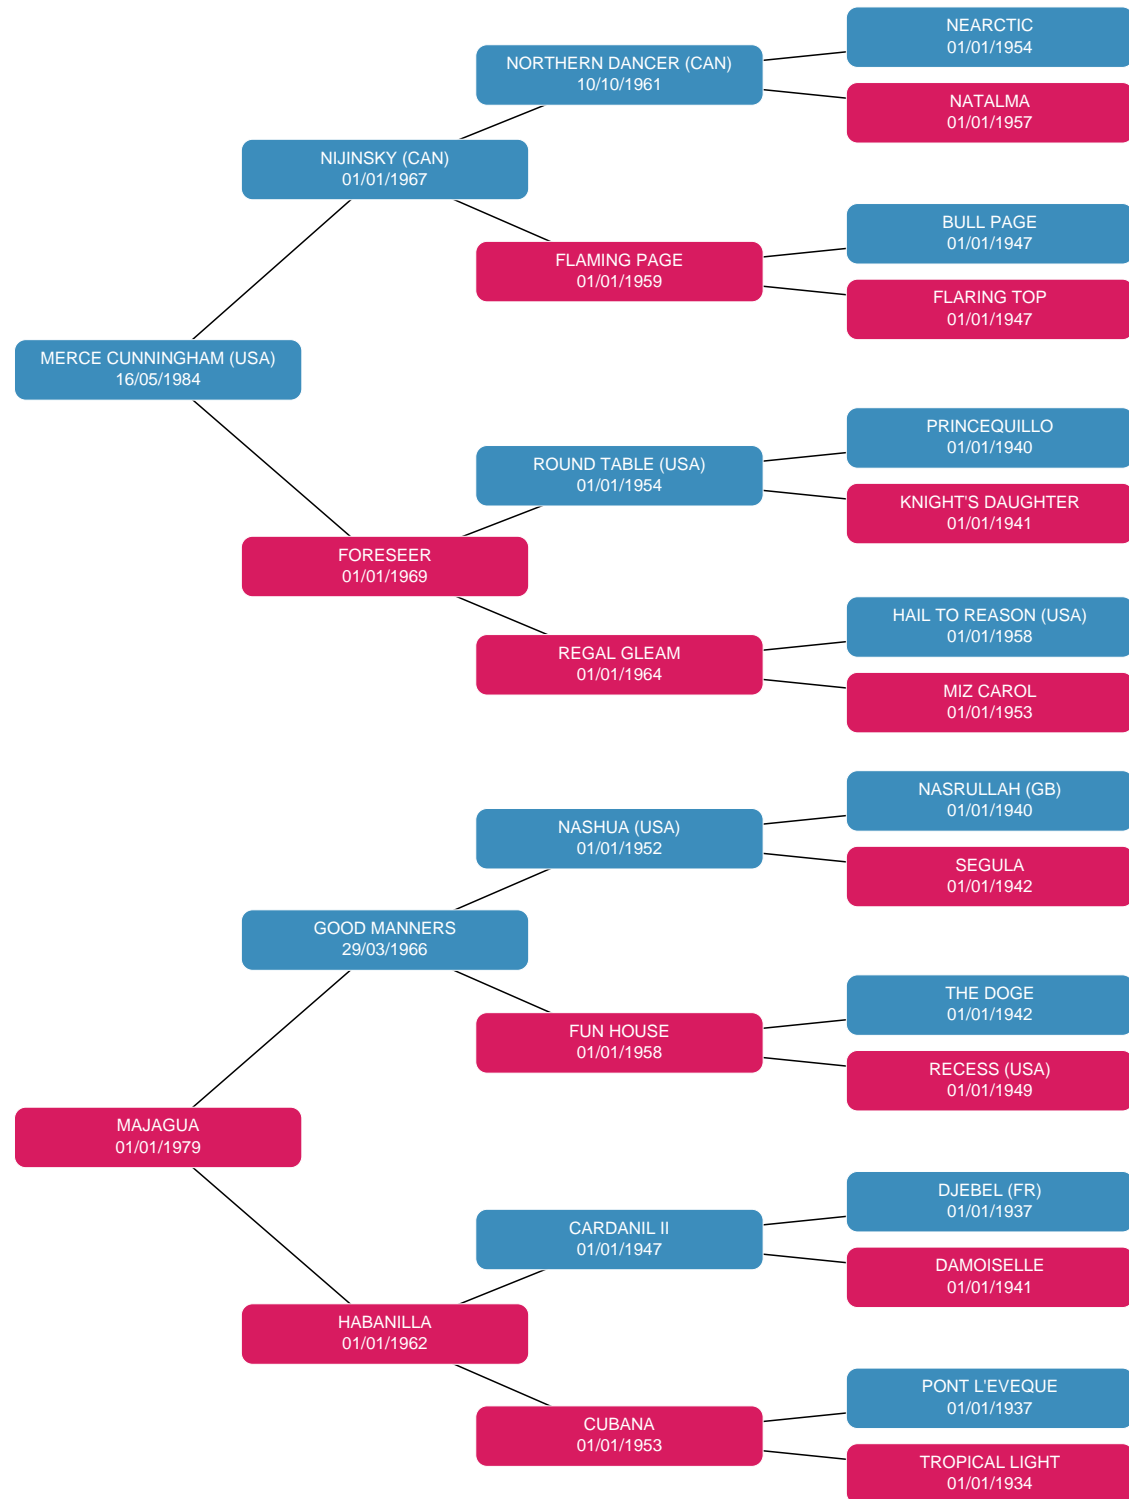 NEARCTIC
01/01/1954
NORTHERN DANCER (CAN)
10/10/1961
NATALMA
01/01/1957
NIJINSKY (CAN)
01/01/1967
BULL PAGE
01/01/1947
FLAMING PAGE
01/01/1959
FLARING TOP
01/01/1947
MERCE CUNNINGHAM (USA)
16/05/1984
PRINCEQUILLO
01/01/1940
ROUND TABLE (USA)
01/01/1954
KNIGHT'S DAUGHTER
01/01/1941
FORESEER
01/01/1969
HAIL TO REASON (USA)
01/01/1958
REGAL GLEAM
01/01/1964
MIZ CAROL
01/01/1953
NASRULLAH (GB)
01/01/1940
NASHUA (USA)
01/01/1952
SEGULA
01/01/1942
GOOD MANNERS
29/03/1966
THE DOGE
01/01/1942
FUN HOUSE
01/01/1958
RECESS (USA)
01/01/1949
MAJAGUA
01/01/1979
DJEBEL (FR)
01/01/1937
CARDANIL II
01/01/1947
DAMOISELLE
01/01/1941
HABANILLA
01/01/1962
PONT L'EVEQUE
01/01/1937
CUBANA
01/01/1953
TROPICAL LIGHT
01/01/1934